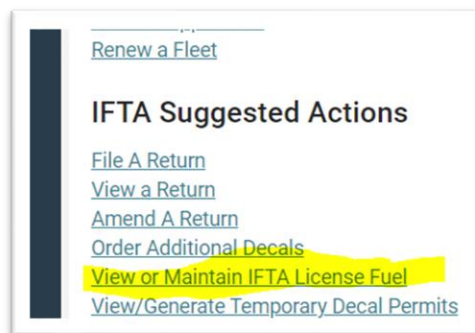 Renew a Fleet
IFTA Suggested Actions
File A Return
View a Return
Amend A Return
Order Additional Decals
View or Maintain IFTA License Fuel
View/Generate Temporary Decal Permits